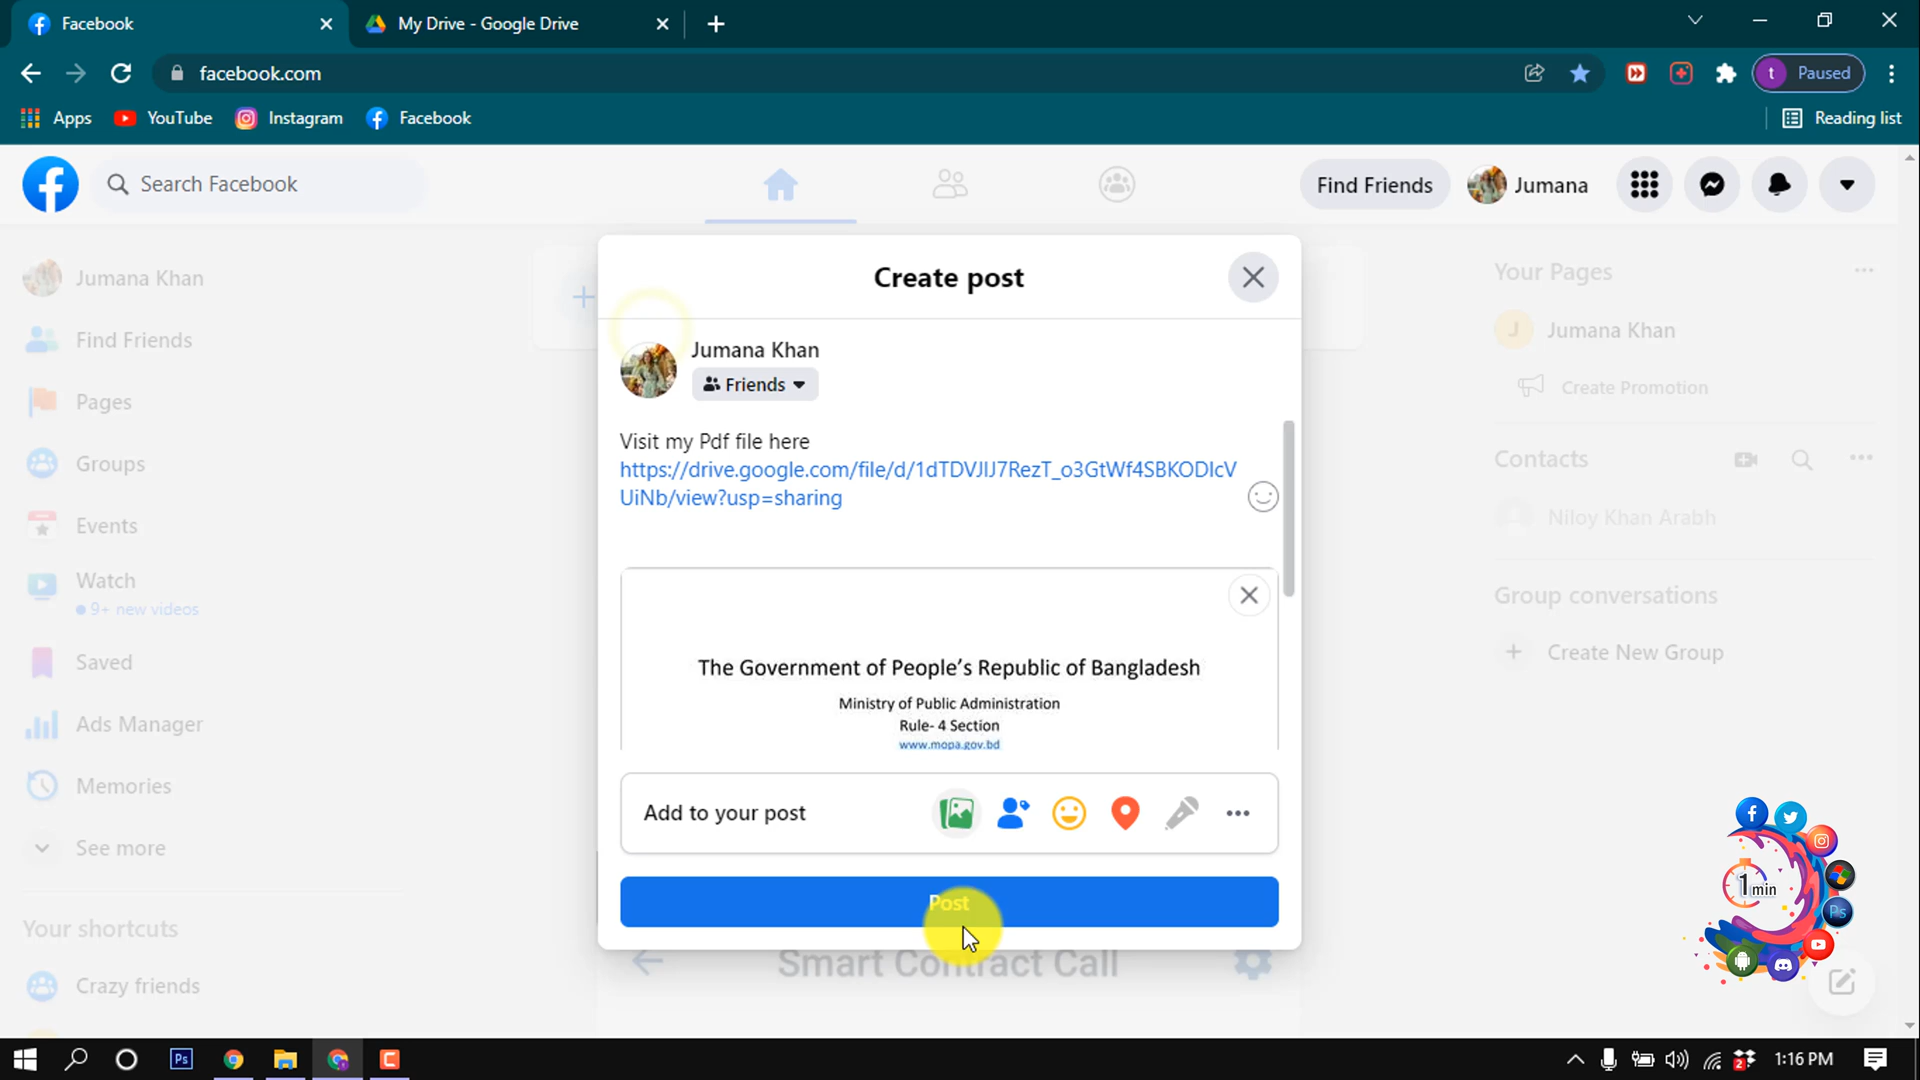 Facebook
My Drive - Google Drive
facebook.com
Paused
t
Apps
YouTube
Instagram
Facebook
Reading list
Search Facebook
Find Friends
Jumana
Jumana Khan
Find Friends
Pages
Groups
Events
Watch
9+ new videos
Saved
Ads Manager
Memories
See more
Your shortcuts
Crazy friends
Create post
Jumana Khan
Friends
Visit my Pdf file here
https://drive.google.com/file/d/1dTDVJIJ7RezT_o3GtWf4SBKODIcV
UiNb/view?usp=sharing
The Government of People's Republic of Bangladesh
Ministry of Public Administration
Rule- 4 Section
www.mopa.gov.bd
Add to your post
Post
Smart Contract Call
Your Pages
J
Jumana Khan
Create Promotion
Contacts
Niloy Khan Arabh
Group conversations
Create New Group
1 min
Ps
Ps
2
1:16 PM